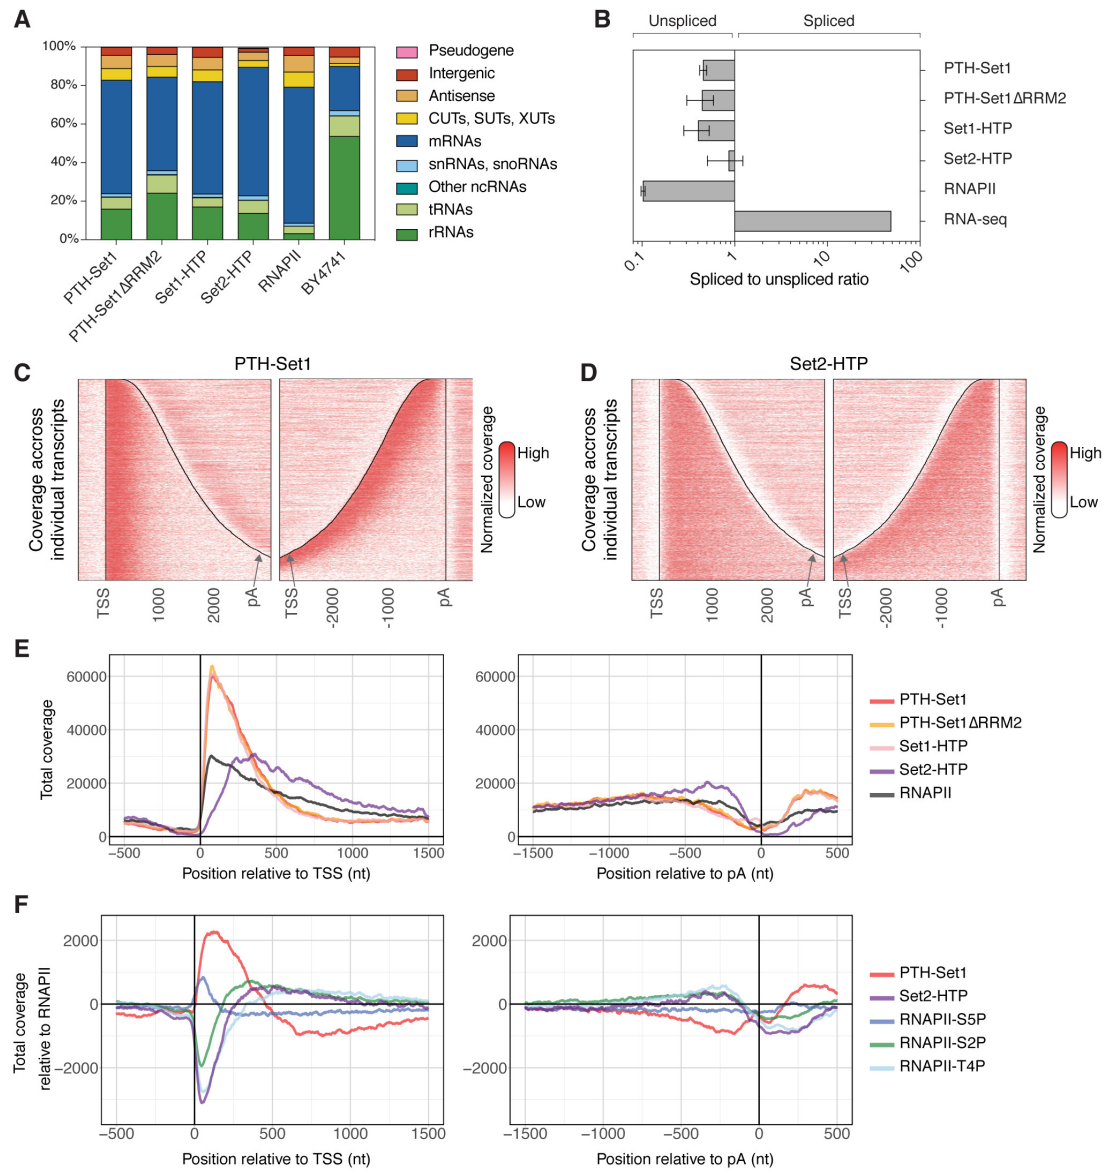 A
100%
80%
60%
40%
20%
0%
PTH-Set1
PTH-Set1ΔRRM2
Set1-HTP
Set2-HTP
RNAPII
BY4741
Pseudogene
Intergenic
Antisense
CUTs, SUTs, XUTs
mRNAs
snRNAs, snoRNAs
Other ncRNAs
tRNAs
rRNAs
B
Unspliced
Spliced
PTH-Set1
PTH-Set1ΔRRM2
Set1-HTP
Set2-HTP
RNAPII
RNA-seq
0.1
1
10
100
Spliced to unspliced ratio
C
PTH-Set1
Coverage accross
individual transcripts
TSS
1000
2000
pA
TSS
-2000
-1000
pA
Normalized coverage
High
Low
D
Set2-HTP
Coverage accross
individual transcripts
TSS
1000
2000
pA
TSS
-2000
-1000
pA
Normalized coverage
High
Low
E
Total coverage
60000
40000
20000
0
−500
0
500
1000
1500
Position relative to TSS (nt)
60000
40000
20000
0
−1500
−1000
−500
0
500
Position relative to pA (nt)
PTH-Set1
PTH-Set1ΔRRM2
Set1-HTP
Set2-HTP
RNAPII
F
Total coverage
relative to RNAPII
2000
0
−2000
−500
0
500
1000
1500
Position relative to TSS (nt)
2000
0
−2000
−1500
−1000
−500
0
500
Position relative to pA (nt)
PTH-Set1
Set2-HTP
RNAPII-S5P
RNAPII-S2P
RNAPII-T4P